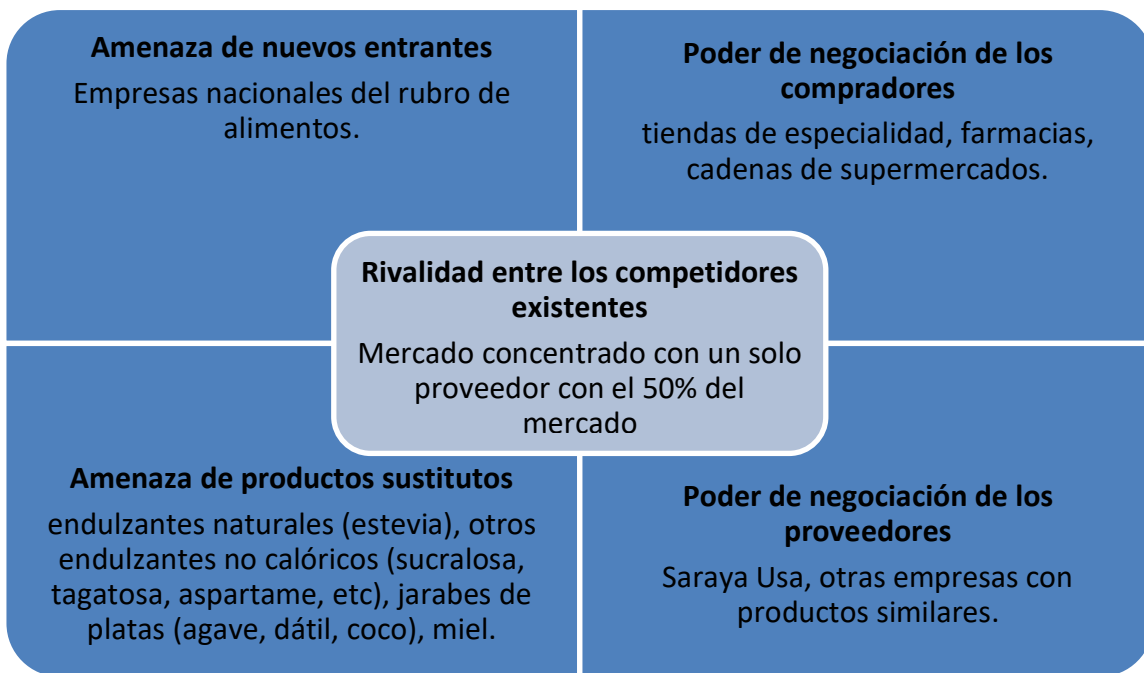 Amenaza de nuevos entrantes
Empresas nacionales del rubro de
alimentos.
Poder de negociación de los
compradores
tiendas de especialidad, farmacias,
cadenas de supermercados.
Rivalidad entre los competidores
existentes
Mercado concentrado con un solo
proveedor con el 50% del
mercado
Amenaza de productos sustitutos
endulzantes naturales (estevia), otros
endulzantes no calóricos (sucralosa,
tagatosa, aspartame, etc), jarabes de
platas (agave, dátil, coco), miel.
Poder de negociación de los
proveedores
Saraya Usa, otras empresas con
productos similares.